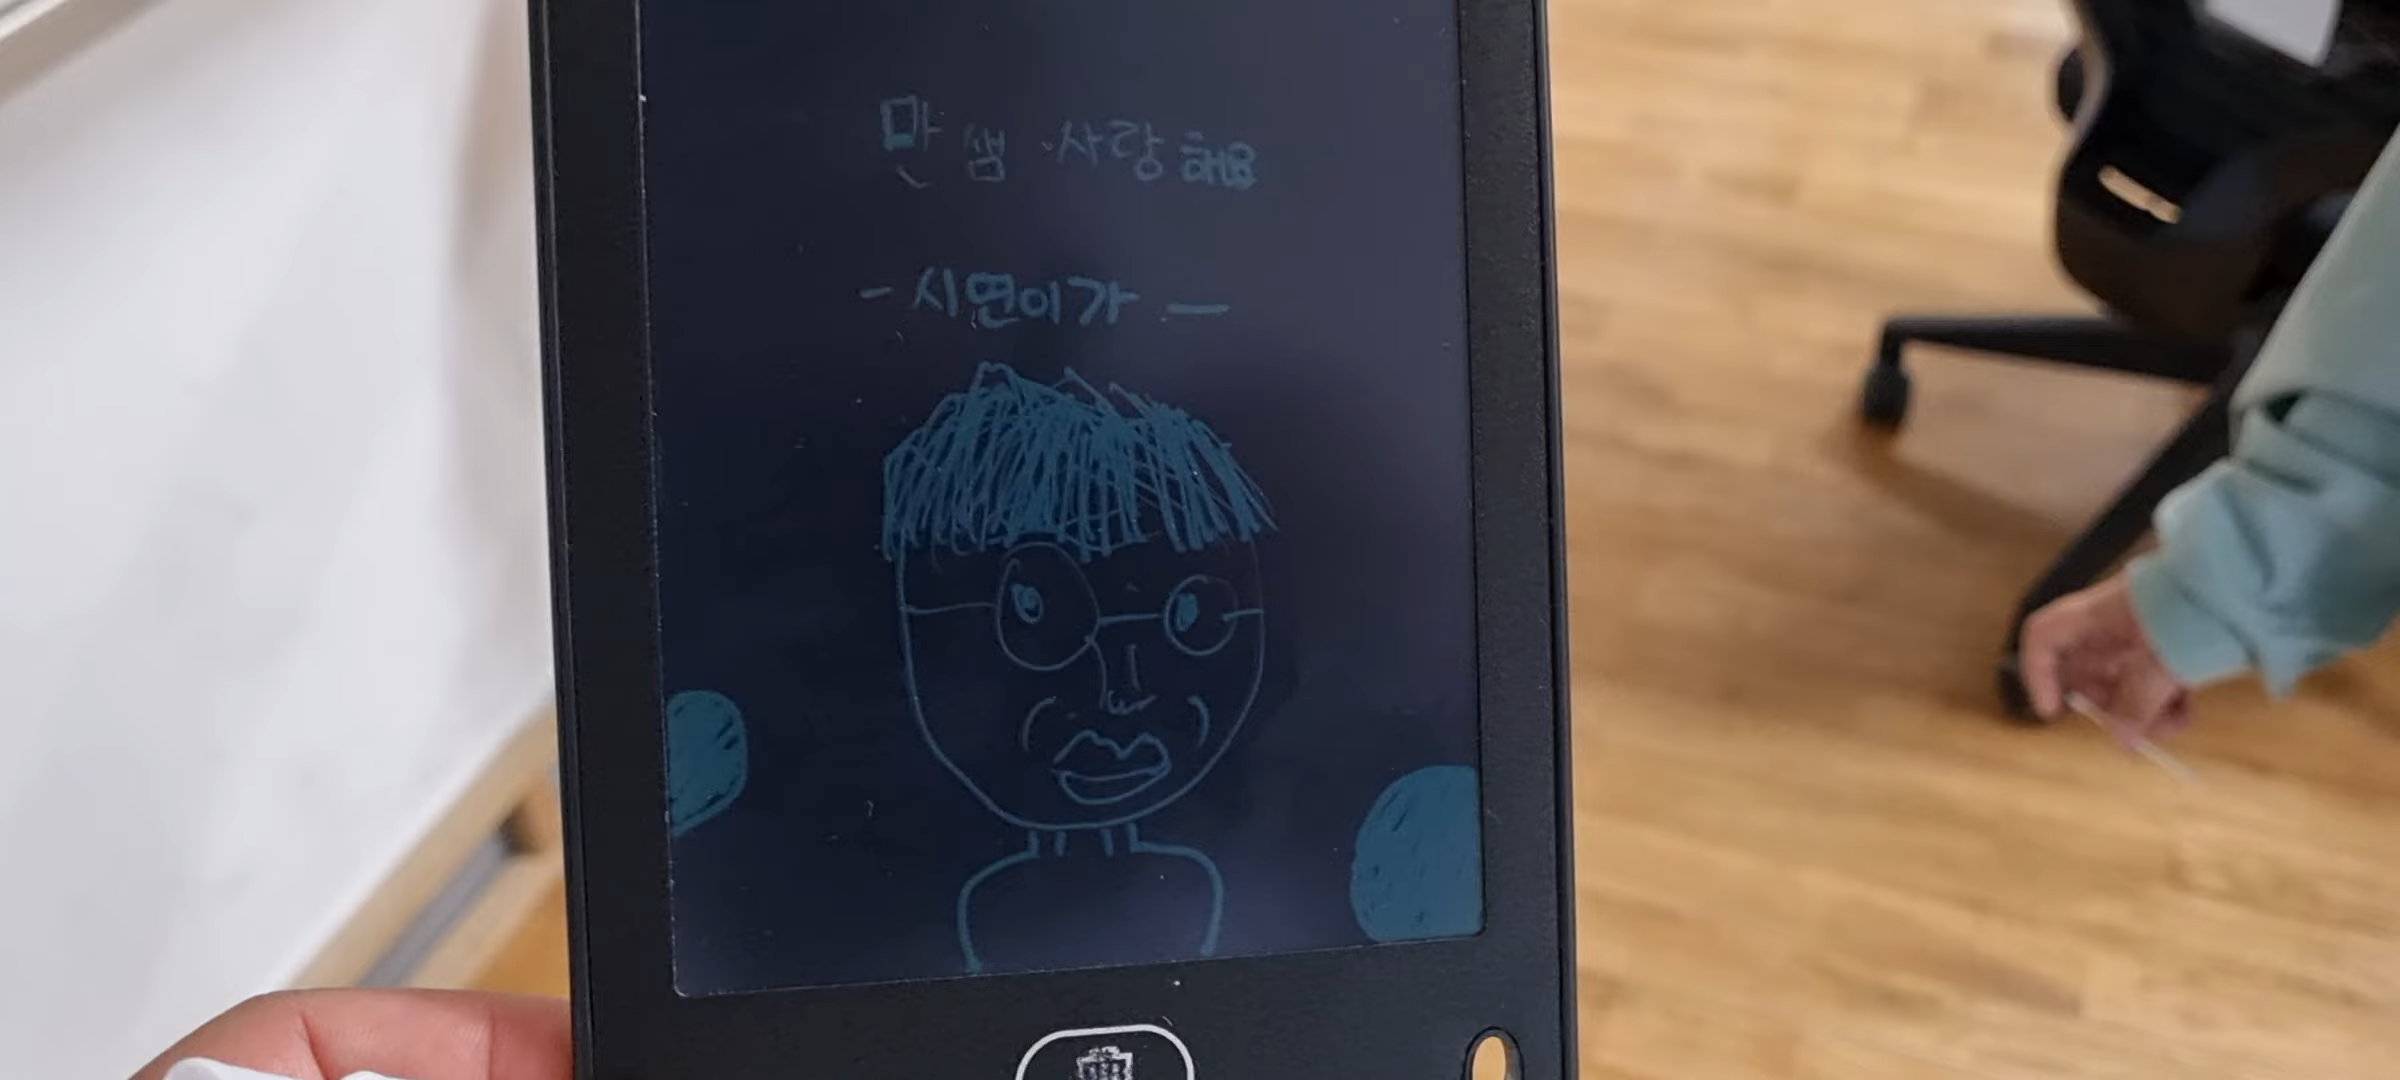 만 쌤 사랑해요
- 시연이가 -